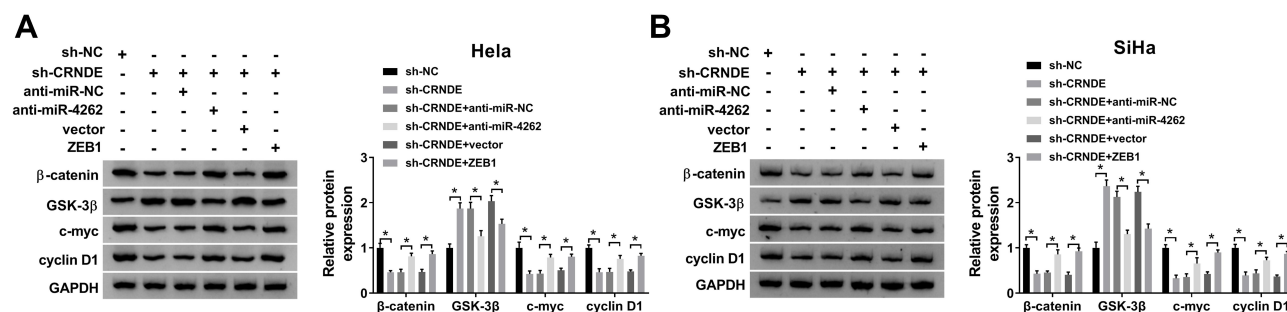 A
sh-NC + - - - - -
sh-CRNDE - + + + + +
anti-miR-NC - - + - - -
anti-miR-4262 - - - + - -
vector - - - - + -
ZEB1 - - - - - +
β-catenin
GSK-3β
c-myc
cyclin D1
GAPDH
Hela
sh-NC
sh-CRNDE
sh-CRNDE+anti-miR-NC
sh-CRNDE+anti-miR-4262
sh-CRNDE+vector
sh-CRNDE+ZEB1
Relative protein
expression
3
2
1
0
* * * * * * * * * * * *
β-catenin GSK-3β c-myc cyclin D1
B
sh-NC + - - - - -
sh-CRNDE - + + + + +
anti-miR-NC - - + - - -
anti-miR-4262 - - - + - -
vector - - - - + -
ZEB1 - - - - - +
β-catenin
GSK-3β
c-myc
cyclin D1
GAPDH
SiHa
sh-NC
sh-CRNDE
sh-CRNDE+anti-miR-NC
sh-CRNDE+anti-miR-4262
sh-CRNDE+vector
sh-CRNDE+ZEB1
Relative protein
expression
3
2
1
0
* * * * * * * * * * * *
β-catenin GSK-3β c-myc cyclin D1